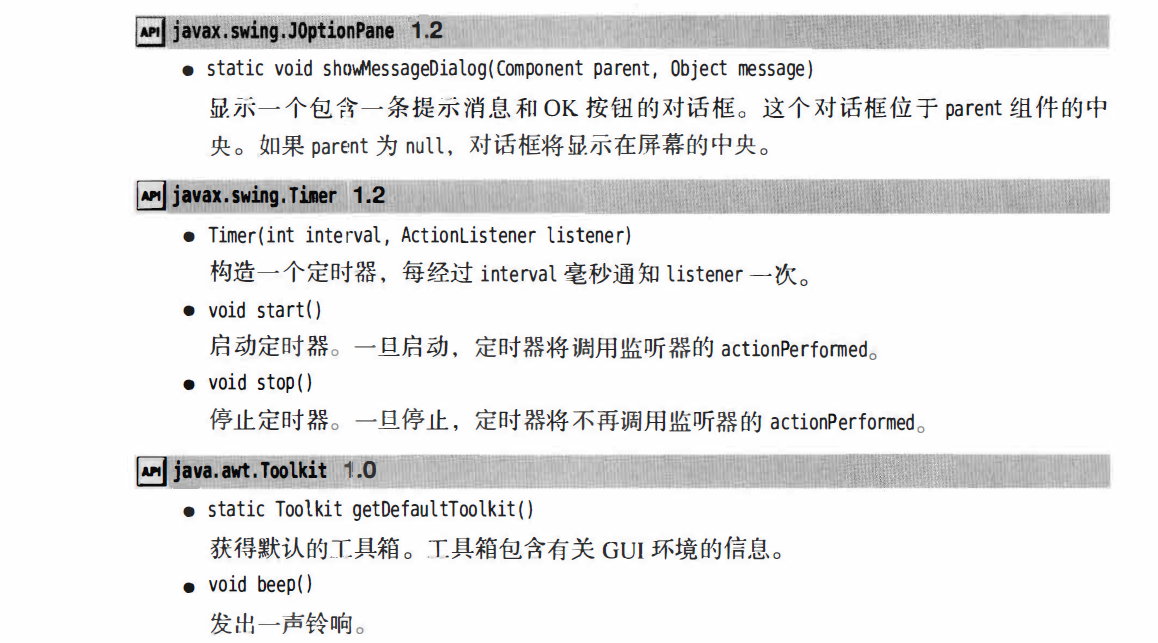 API javax.swing.JOptionPane 1.2
● static void showMessageDialog(Component parent, Object message)
显示一个包含一条提示消息和 OK 按钮的对话框。这个对话框位于 parent 组件的中
央。如果 parent 为 null，对话框将显示在屏幕的中央。
API javax.swing.Timer 1.2
● Timer(int interval, ActionListener listener)
构造一个定时器，每经过 interval 毫秒通知 listener 一次。
● void start()
启动定时器。一旦启动，定时器将调用监听器的 actionPerformed。
● void stop()
停止定时器。一旦停止，定时器将不再调用监听器的 actionPerformed。
API java.awt.Toolkit 1.0
● static Toolkit getDefaultToolkit()
获得默认的工具箱。工具箱包含有关 GUI 环境的信息。
● void beep()
发出一声铃响。